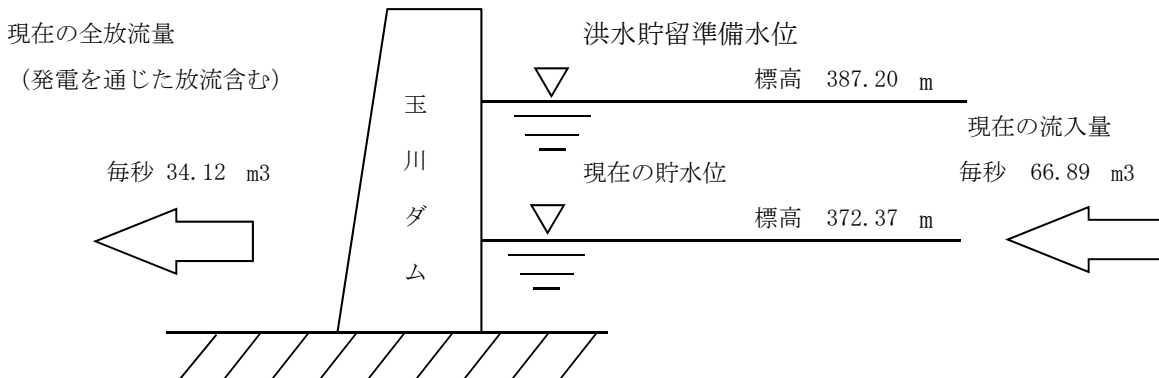 現在の全放流量
（発電を通じた放流含む）
毎秒 34.12 m3
玉川ダム
洪水貯留準備水位
標高 387.20 m
現在の貯水位
標高 372.37 m
現在の流入量
毎秒 66.89 m3